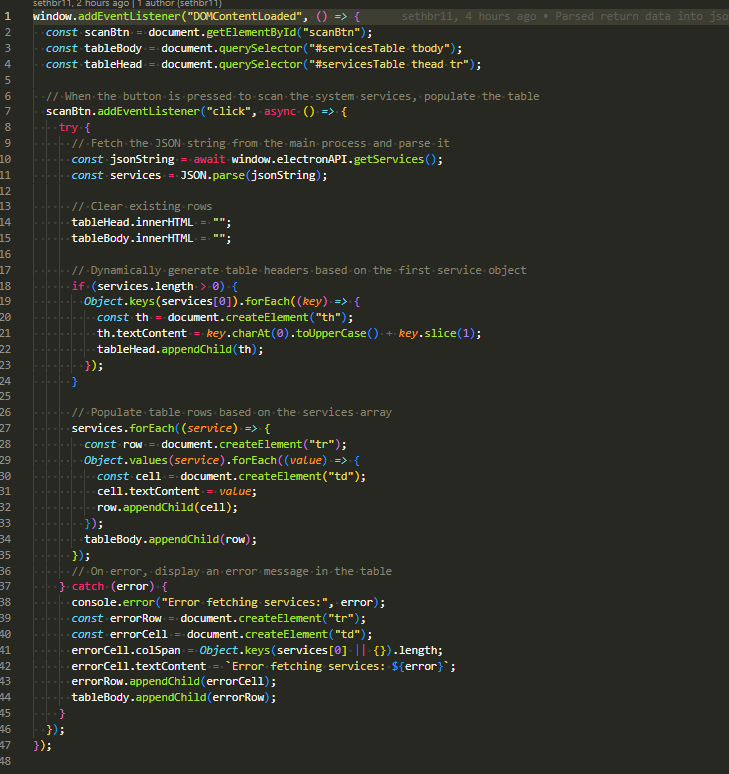 sethbr11, 2 hours ago | 1 author (sethbr11)
1 window.addEventListener("DOMContentLoaded", () => { sethbr11, 4 hours ago • Parsed return data into jso
2 const scanBtn = document.getElementById("scanBtn");
3 const tableBody = document.querySelector("#servicesTable tbody");
4 const tableHead = document.querySelector("#servicesTable thead tr");
5
6 // When the button is pressed to scan the system services, populate the table
7 scanBtn.addEventListener("click", async () => {
8 try {
9 // Fetch the JSON string from the main process and parse it
10 const jsonString = await window.electronAPI.getServices();
11 const services = JSON.parse(jsonString);
12
13 // Clear existing rows
14 tableHead.innerHTML = "";
15 tableBody.innerHTML = "";
16
17 // Dynamically generate table headers based on the first service object
18 if (services.length > 0) {
19 Object.keys(services[0]).forEach((key) => {
20 const th = document.createElement("th");
21 th.textContent = key.charAt(0).toUpperCase() + key.slice(1);
22 tableHead.appendChild(th);
23 });
24 }
25
26 // Populate table rows based on the services array
27 services.forEach((service) => {
28 const row = document.createElement("tr");
29 Object.values(service).forEach((value) => {
30 const cell = document.createElement("td");
31 cell.textContent = value;
32 row.appendChild(cell);
33 });
34 tableBody.appendChild(row);
35 });
36 // On error, display an error message in the table
37 } catch (error) {
38 console.error("Error fetching services:", error);
39 const errorRow = document.createElement("tr");
40 const errorCell = document.createElement("td");
41 errorCell.colSpan = Object.keys(services[0] || {}).length;
42 errorCell.textContent = `Error fetching services: ${error}`;
43 errorRow.appendChild(errorCell);
44 tableBody.appendChild(errorRow);
45 }
46 });
47 });
48